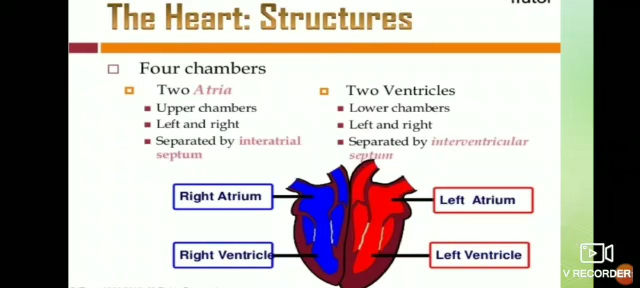 The Heart: Structures
Four chambers
Two Atria
Upper chambers
Left and right
Separated by interatrial
septum
Two Ventricles
Lower chambers
Left and right
Separated by interventricular
septum
Right Atrium
Left Atrium
Right Ventricle
Left Ventricle
V RECORDER